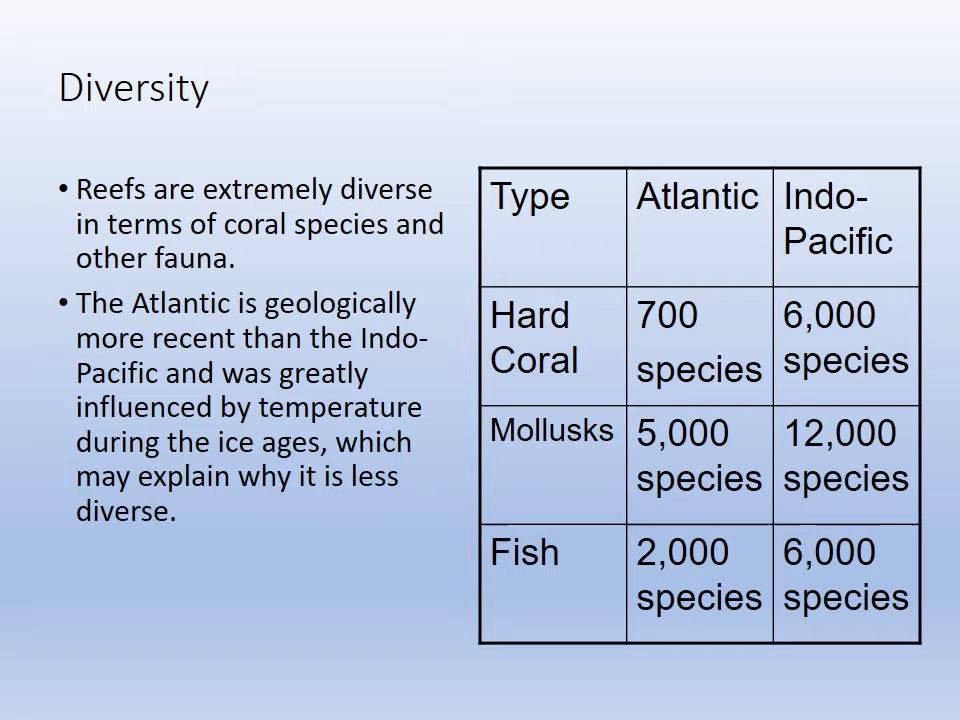 Diversity
• Reefs are extremely diverse
in terms of coral species and
other fauna.
• The Atlantic is geologically
more recent than the Indo-
Pacific and was greatly
influenced by temperature
during the ice ages, which
may explain why it is less
diverse.
Type Atlantic Indo-
Pacific
Hard 700 6,000
Coral species species
Mollusks 5,000 12,000
species species
Fish 2,000 6,000
species species